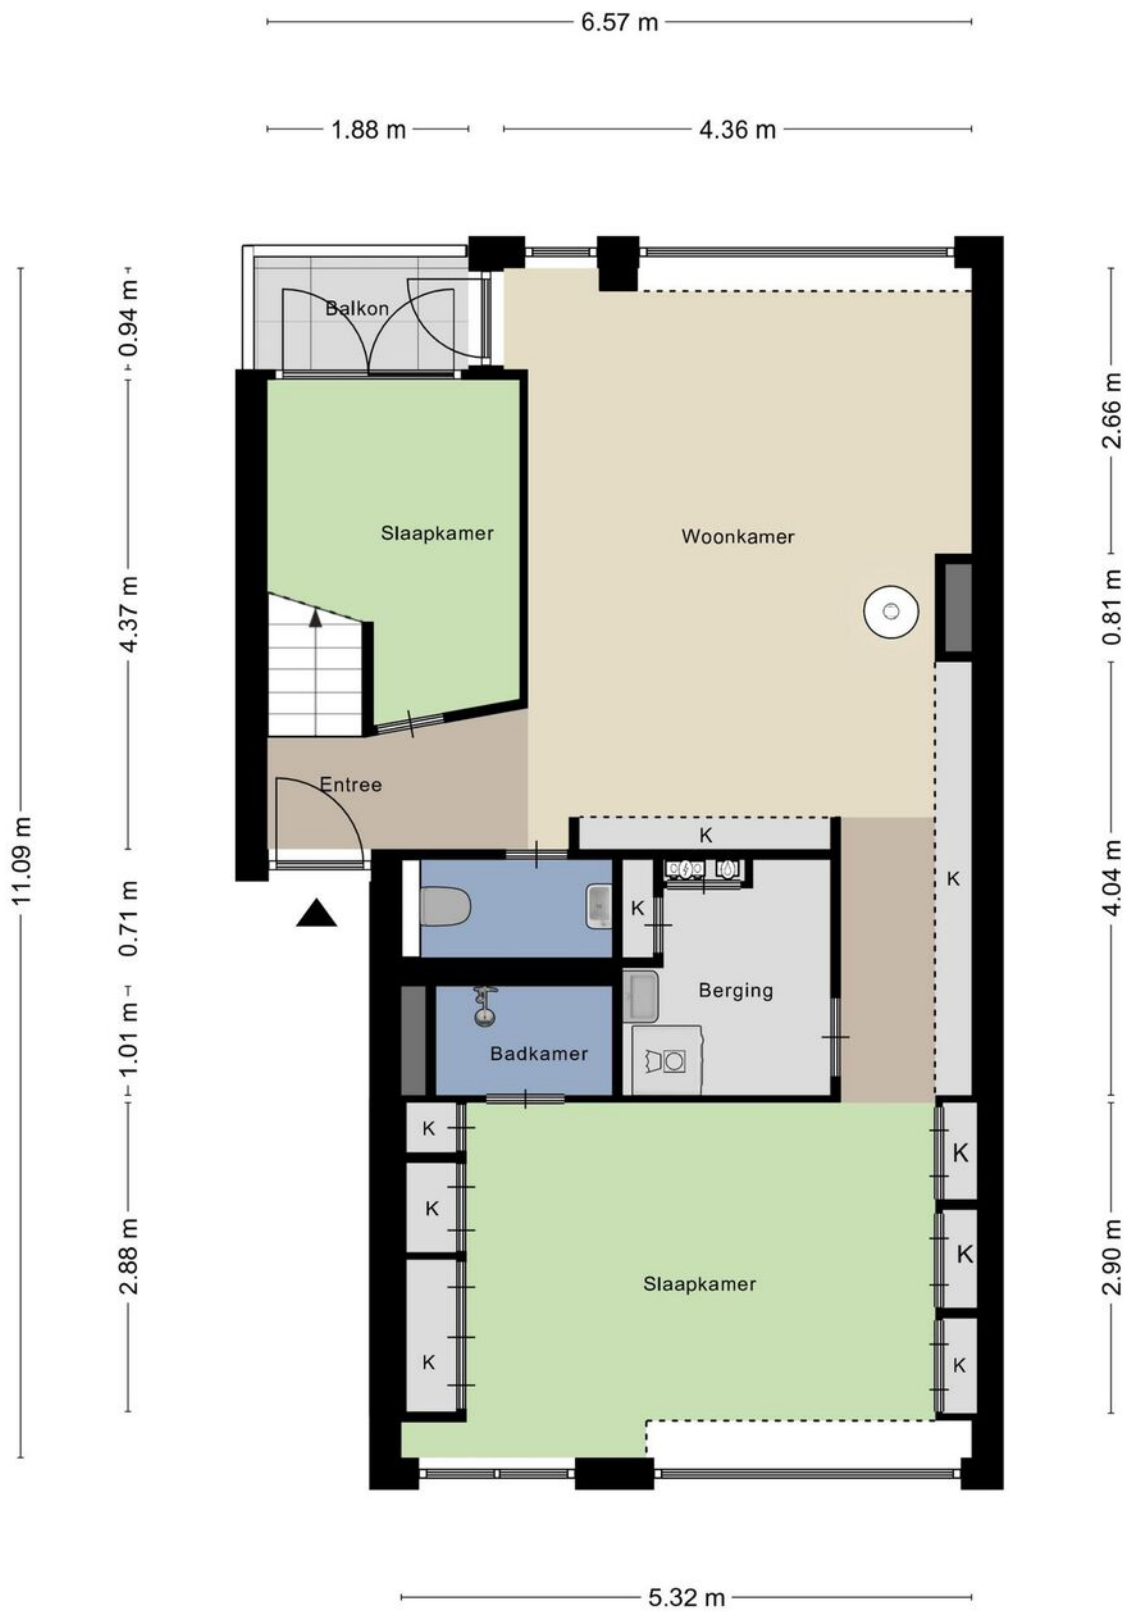 6.57 m
1.88 m
4.36 m
0.94 m
Balkon
2.66 m
Slaapkamer
Woonkamer
4.37 m
0.81 m
Entree
K
11.09 m
K
K
4.04 m
0.71 m
Berging
1.01 m
Badkamer
K
K
K
2.88 m
K
2.90 m
Slaapkamer
K
K
5.32 m